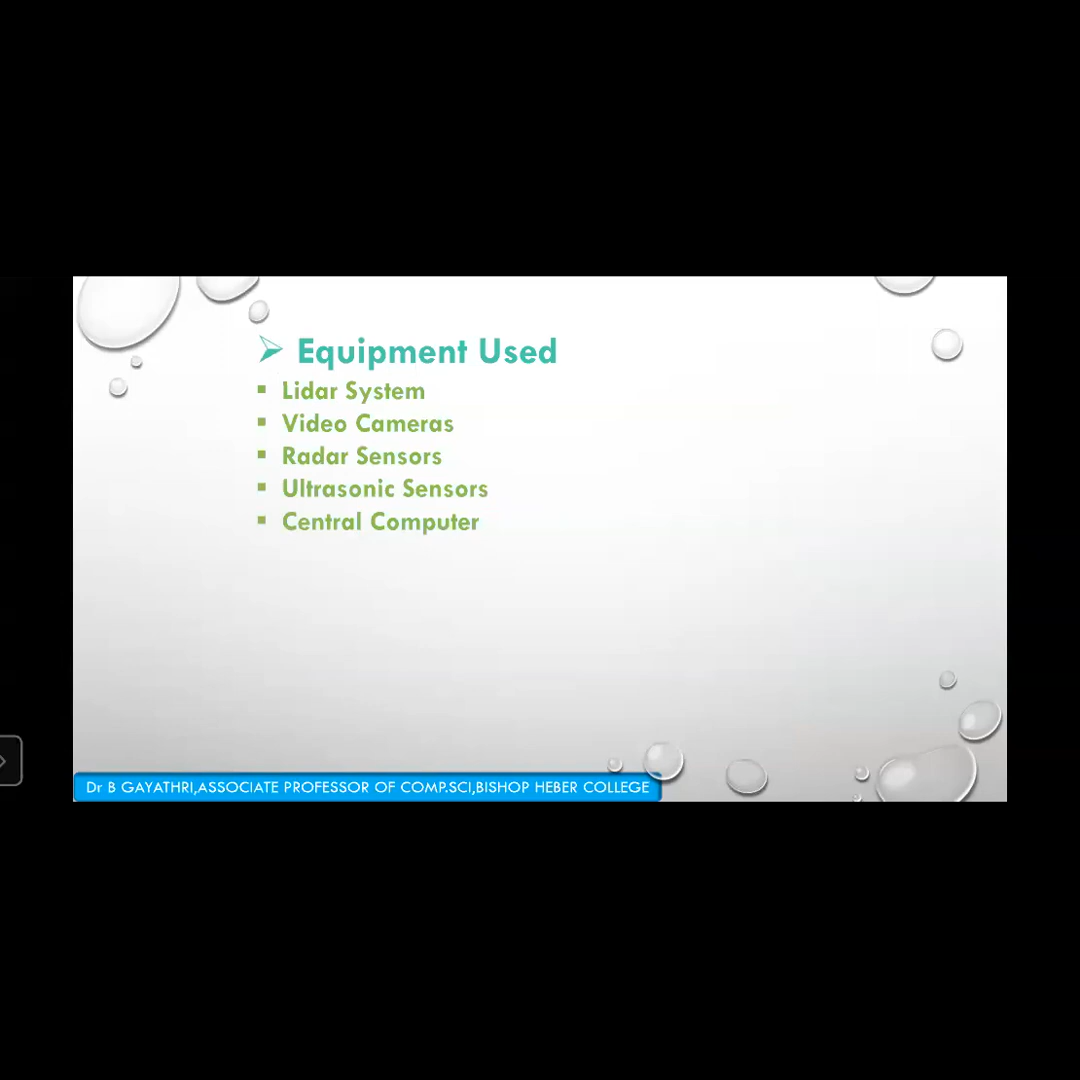 Equipment Used
Lidar System
Video Cameras
Radar Sensors
Ultrasonic Sensors
Central Computer
Dr B GAYATHRI,ASSOCIATE PROFESSOR OF COMP.SCI,BISHOP HEBER COLLEGE